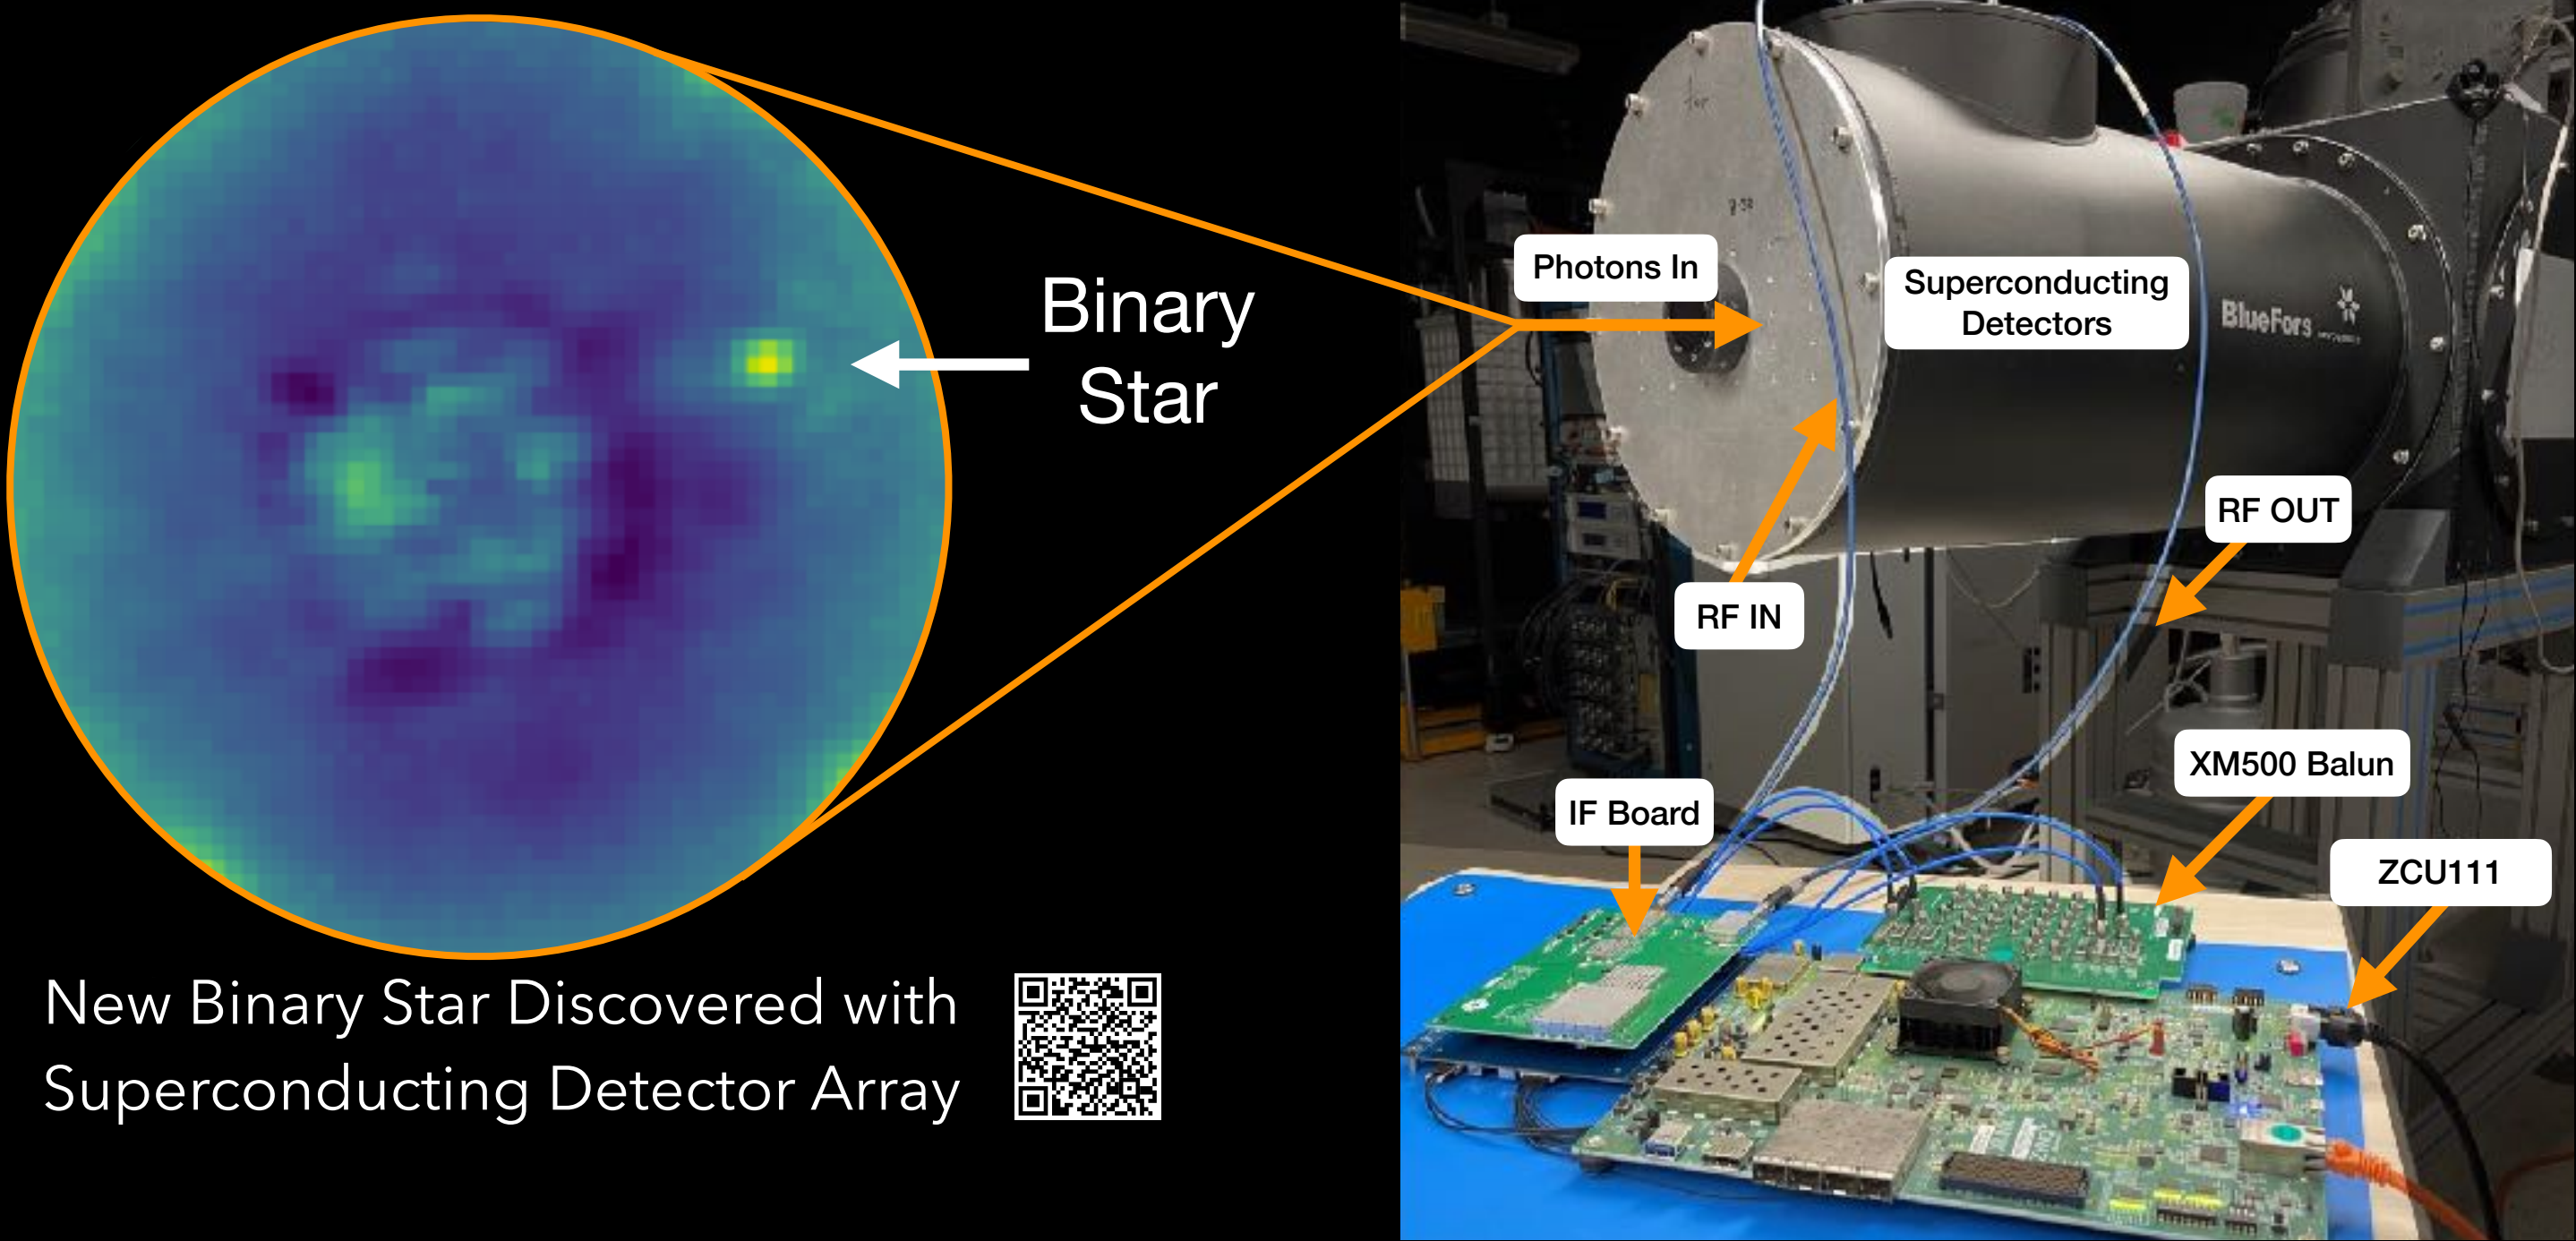 Binary
Star
New Binary Star Discovered with
Superconducting Detector Array
Photons In
Superconducting
Detectors
BlueFors
RF IN
RF OUT
IF Board
XM500 Balun
ZCU111